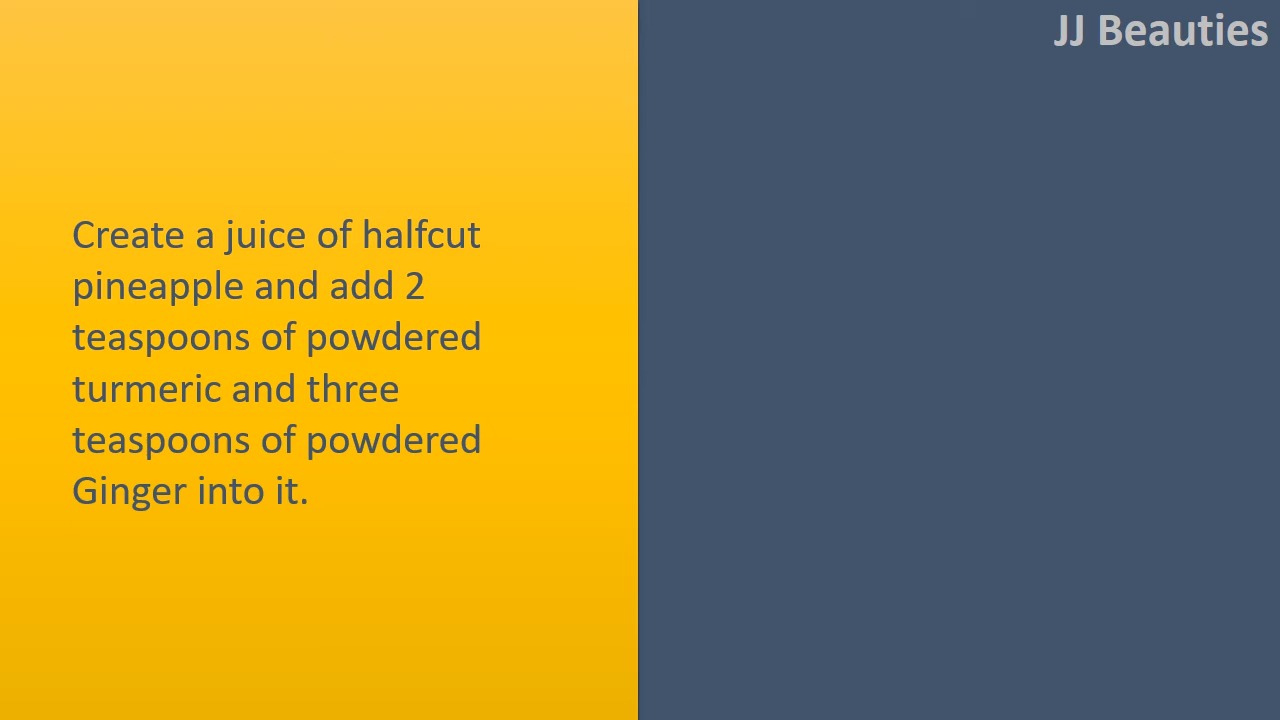 JJ Beauties
Create a juice of halfcut
pineapple and add 2
teaspoons of powdered
turmeric and three
teaspoons of powdered
Ginger into it.